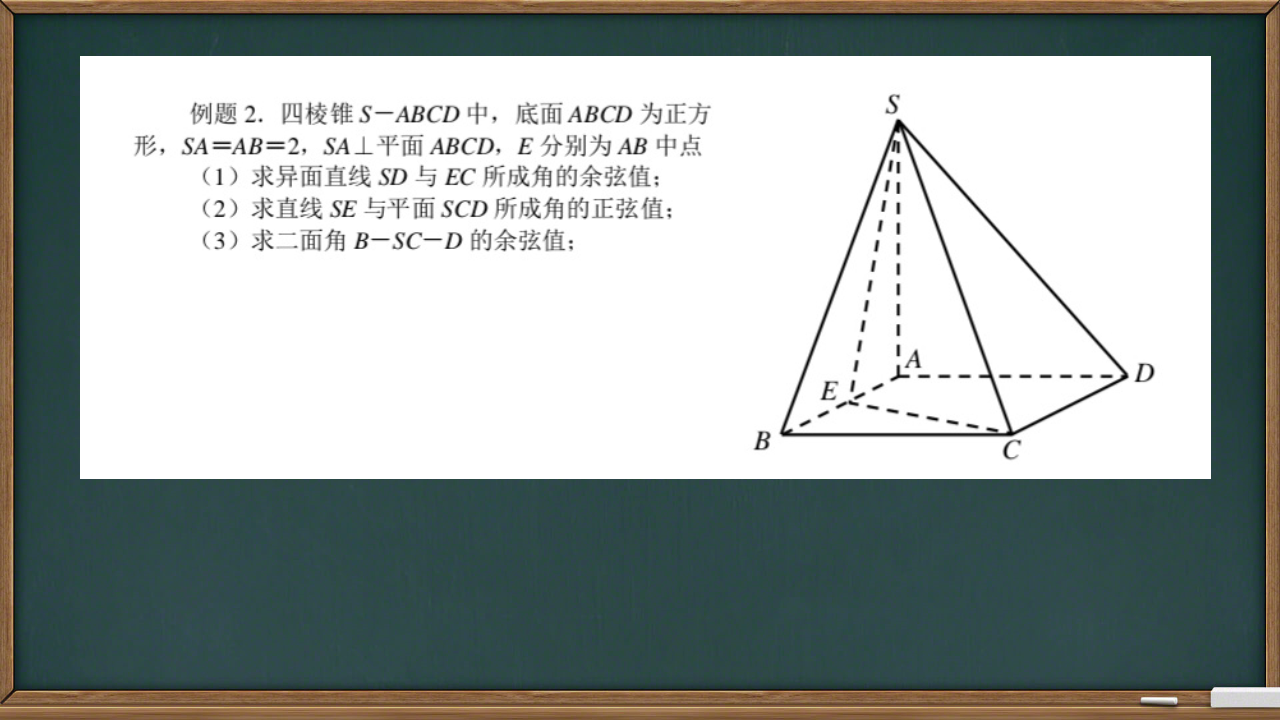 例题 2．四棱锥 S－ABCD 中，底面 ABCD 为正方
形，SA＝AB＝2，SA⊥平面 ABCD，E 分别为 AB 中点
（1）求异面直线 SD 与 EC 所成角的余弦值；
（2）求直线 SE 与平面 SCD 所成角的正弦值；
（3）求二面角 B－SC－D 的余弦值；
S
A
D
E
B
C